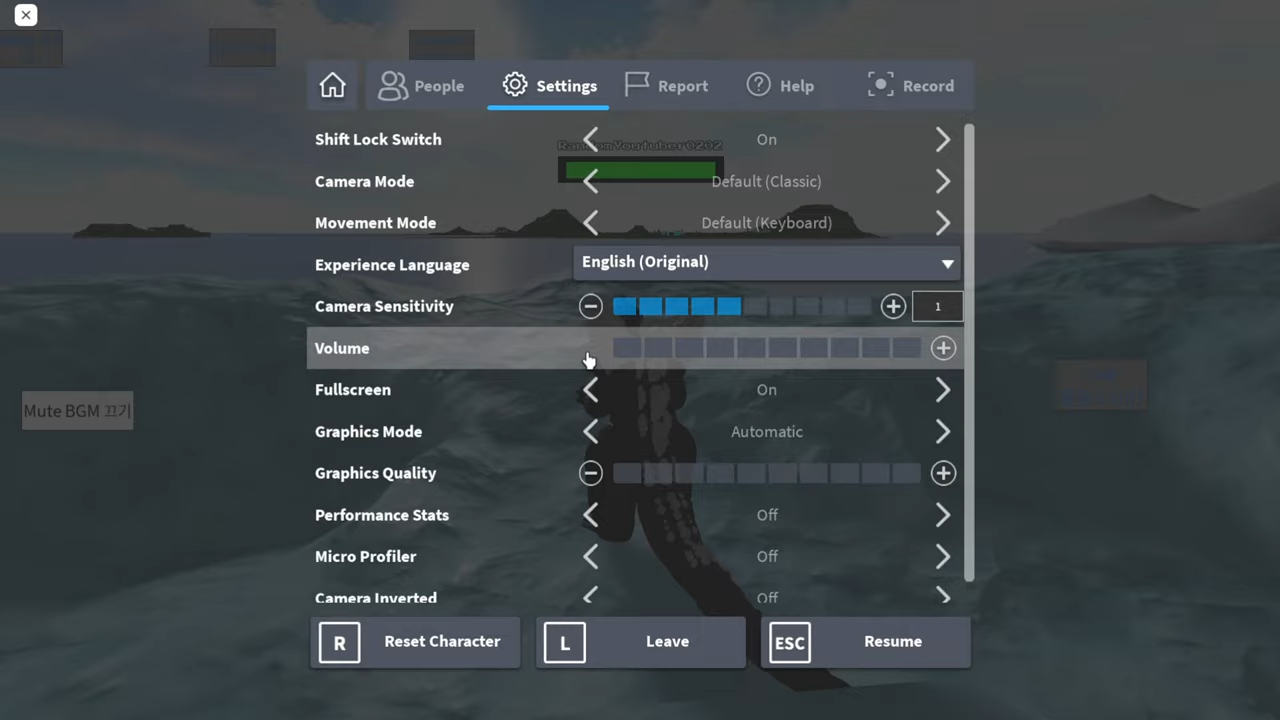 People
Settings
Report
Help
Record
Shift Lock Switch
On
RandomYoutuber0202
Camera Mode
Default (Classic)
Movement Mode
Default (Keyboard)
Experience Language
English (Original)
Camera Sensitivity
1
Volume
Fullscreen
On
Mute BGM 끄기
Graphics Mode
Automatic
Graphics Quality
Performance Stats
Off
Micro Profiler
Off
Camera Inverted
Off
R
Reset Character
L
Leave
ESC
Resume